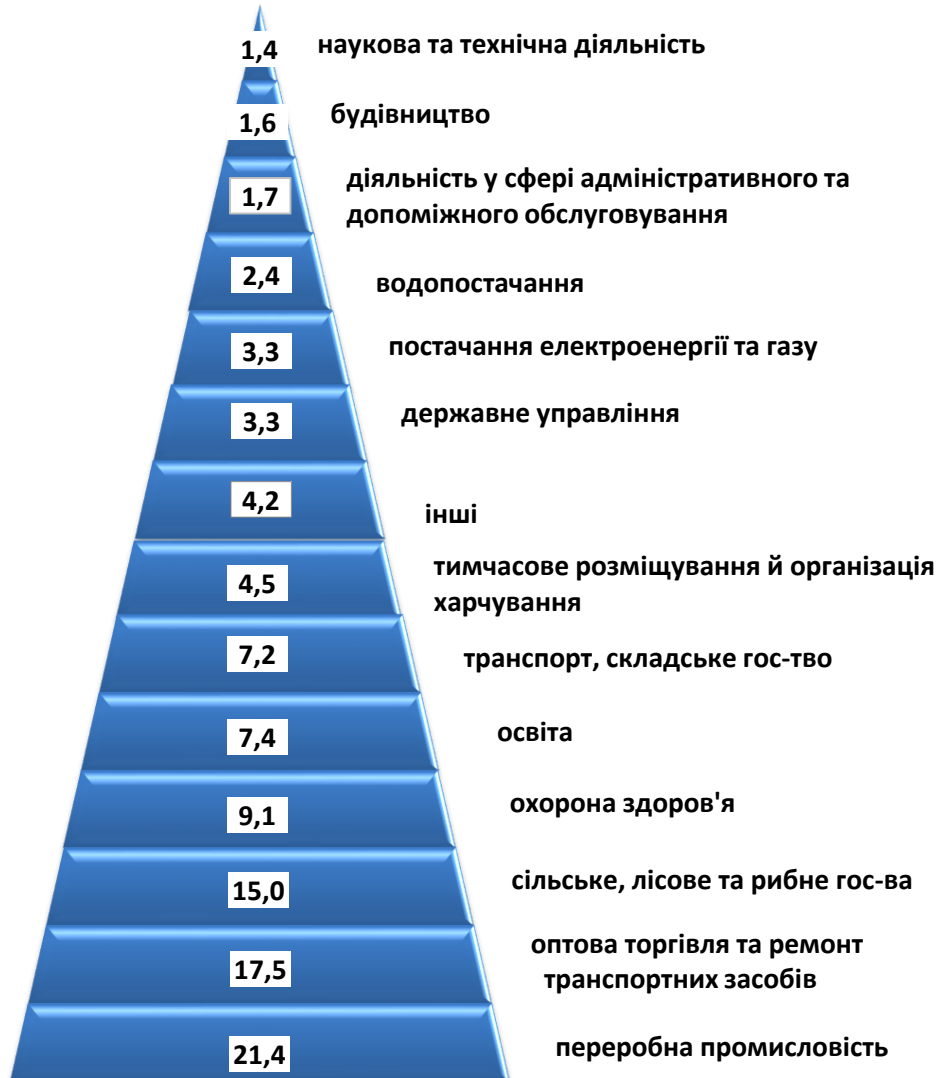 1,4 наукова та технічна діяльність
1,6 будівництво
1,7 діяльність у сфері адміністративного та
допоміжного обслуговування
2,4 водопостачання
3,3 постачання електроенергії та газу
3,3 державне управління
4,2 інші
4,5 тимчасове розміщування й організація
харчування
7,2 транспорт, складське гос-тво
7,4 освіта
9,1 охорона здоров'я
15,0 сільське, лісове та рибне гос-ва
17,5 оптова торгівля та ремонт
транспортних засобів
21,4 переробна промисловість